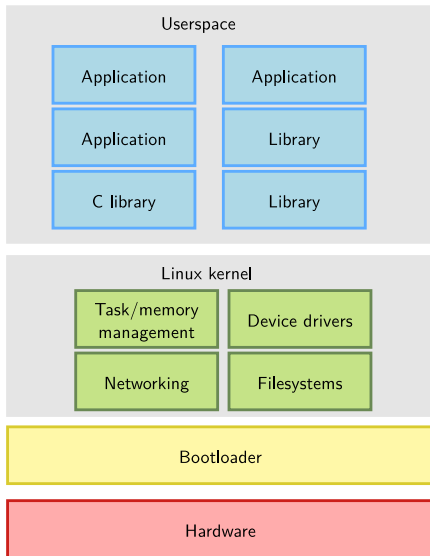 Userspace
Application
Application
Application
Library
C library
Library
Linux kernel
Task/memory
management
Device drivers
Networking
Filesystems
Bootloader
Hardware